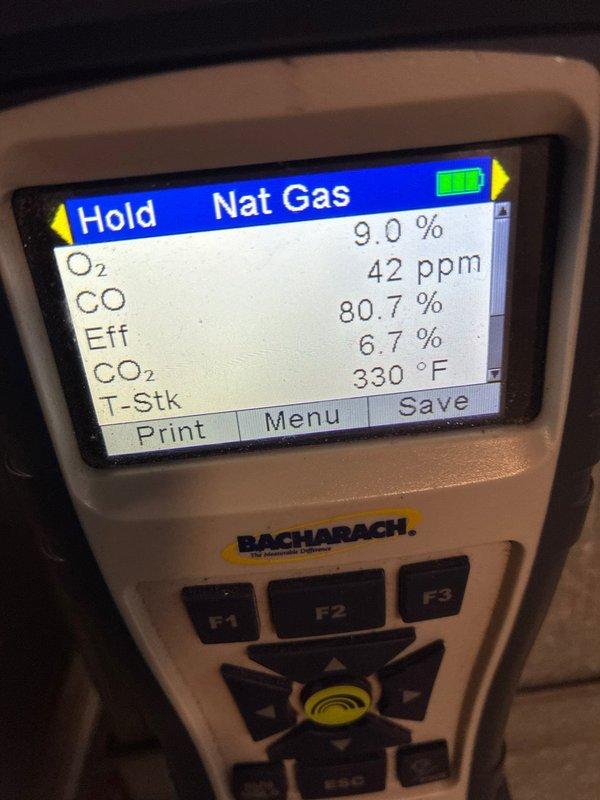 Hold Nat Gas
O₂ 9.0 %
CO 42 ppm
Eff 80.7 %
CO₂ 6.7 %
T-Stk 330 °F
Print Menu Save
BACHARACH®
The Measurable Difference
F1 F2 F3
ESC